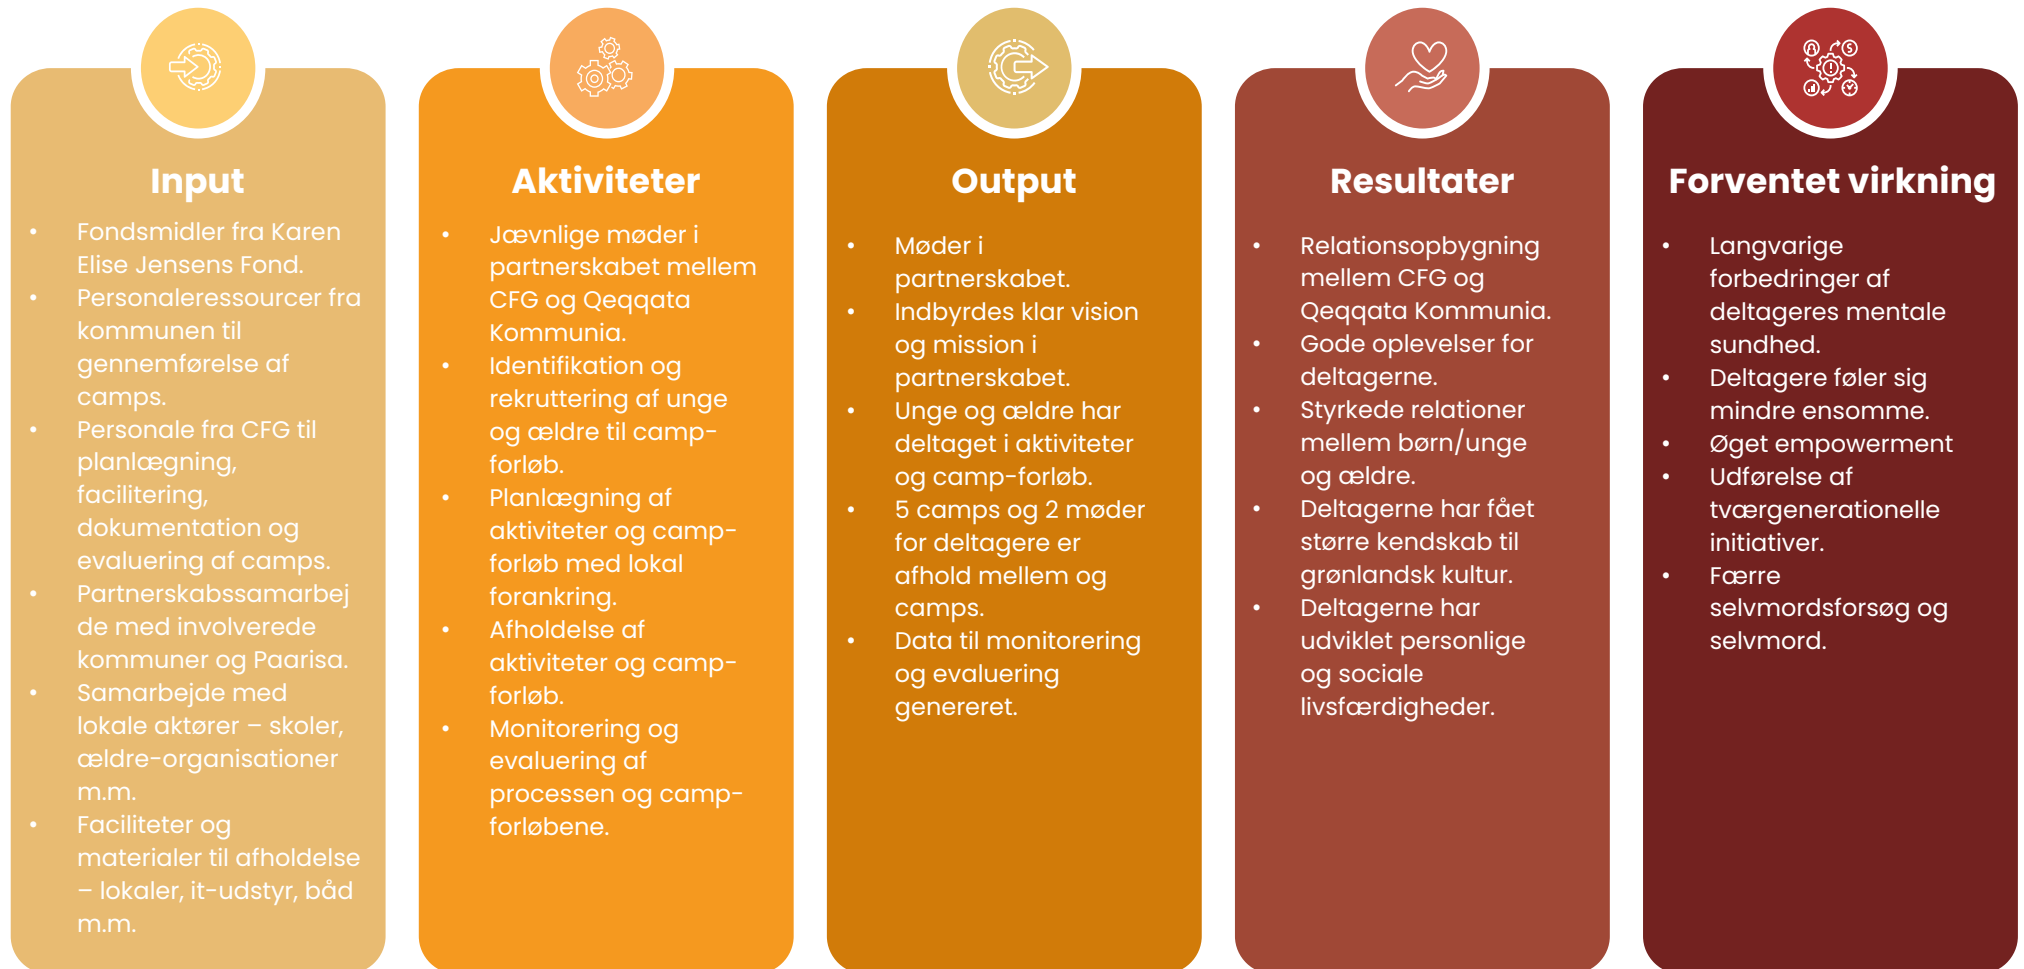 Input
• Fondsmidler fra Karen
Elise Jensens Fond.
• Personaleressourcer fra
kommunen til
gennemførelse af
camps.
• Personale fra CFG til
planlægning,
facilitering,
dokumentation og
evaluering af camps.
• Partnerskabssamarbej
de med involverede
kommuner og Paarisa.
• Samarbejde med
lokale aktører – skoler,
ældre-organisationer
m.m.
• Faciliteter og
materialer til afholdelse
– lokaler, it-udstyr, båd
m.m.
Aktiviteter
• Jævnlige møder i
partnerskabet mellem
CFG og Qeqqata
Kommunia.
• Identifikation og
rekruttering af unge
og ældre til camp-
forløb.
• Planlægning af
aktiviteter og camp-
forløb med lokal
forankring.
• Afholdelse af
aktiviteter og camp-
forløb.
• Monitorering og
evaluering af
processen og camp-
forløbene.
Output
• Møder i
partnerskabet.
• Indbyrdes klar vision
og mission i
partnerskabet.
• Unge og ældre har
deltaget i aktiviteter
og camp-forløb.
• 5 camps og 2 møder
for deltagere er
afhold mellem og
camps.
• Data til monitorering
og evaluering
genereret.
Resultater
• Relationsopbygning
mellem CFG og
Qeqqata Kommunia.
• Gode oplevelser for
deltagerne.
• Styrkede relationer
mellem børn/unge
og ældre.
• Deltagerne har fået
større kendskab til
grønlandsk kultur.
• Deltagerne har
udviklet personlige
og sociale
livsfærdigheder.
Forventet virkning
• Langvarige
forbedringer af
deltageres mentale
sundhed.
• Deltagere føler sig
mindre ensomme.
• Øget empowerment
• Udførelse af
tværgenerationelle
initiativer.
• Færre
selvmordsforsøg og
selvmord.